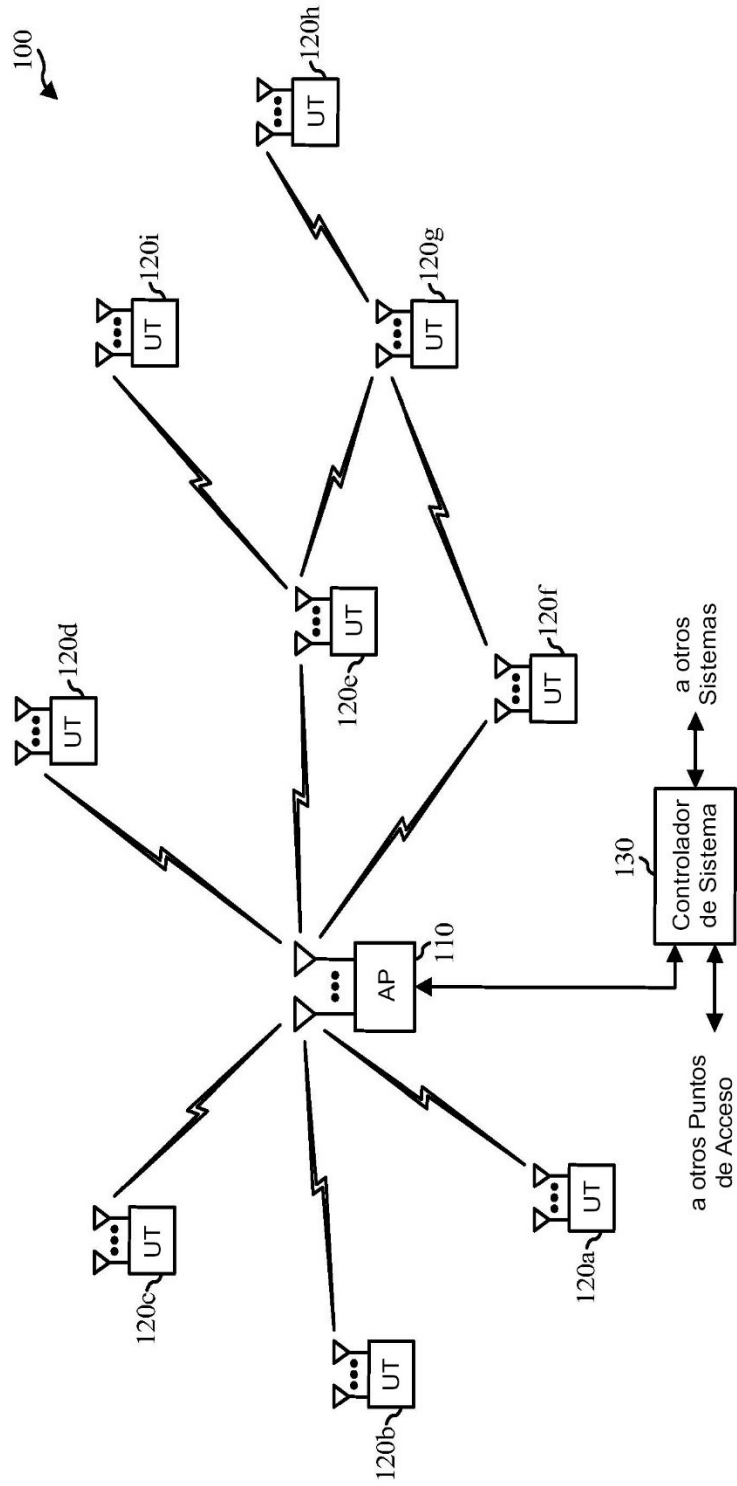 100
120d
UT
120i
UT
120h
UT
120c
UT
120e
UT
120g
UT
110
AP
120b
UT
120f
UT
120a
UT
130
Controlador
de Sistema
a otros
Sistemas
a otros Puntos
de Acceso